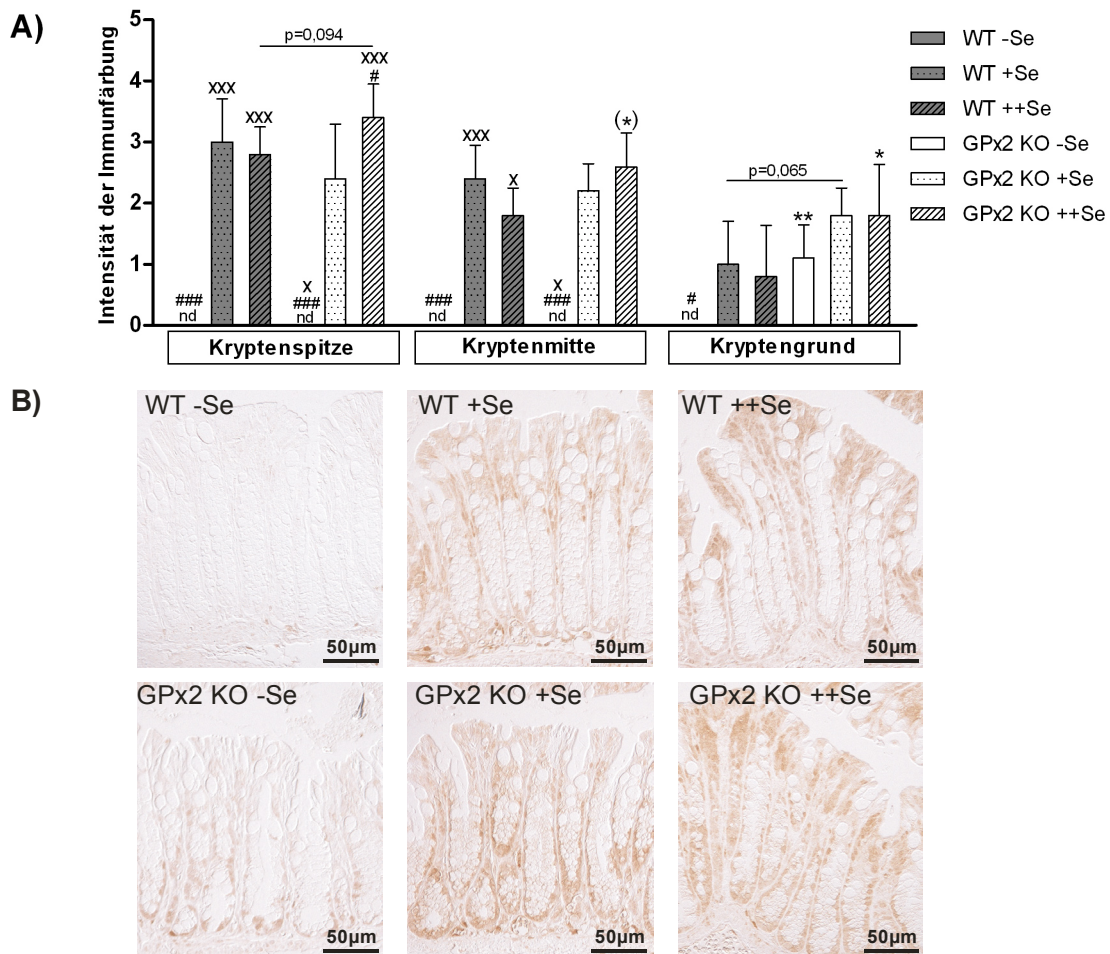 A)
Intensität der Immunfärbung
5
4
3
2
1
0
p=0,094
xxx
xxx
xxx
#
###
nd
x
###
nd
xxx
x
(*)
###
nd
x
###
nd
p=0,065
**
*
#
nd
Kryptenspitze
Kryptenmitte
Kryptengrund
WT -Se
WT +Se
WT ++Se
GPx2 KO -Se
GPx2 KO +Se
GPx2 KO ++Se
B)
WT -Se
50µm
WT +Se
50µm
WT ++Se
50µm
GPx2 KO -Se
50µm
GPx2 KO +Se
50µm
GPx2 KO ++Se
50µm